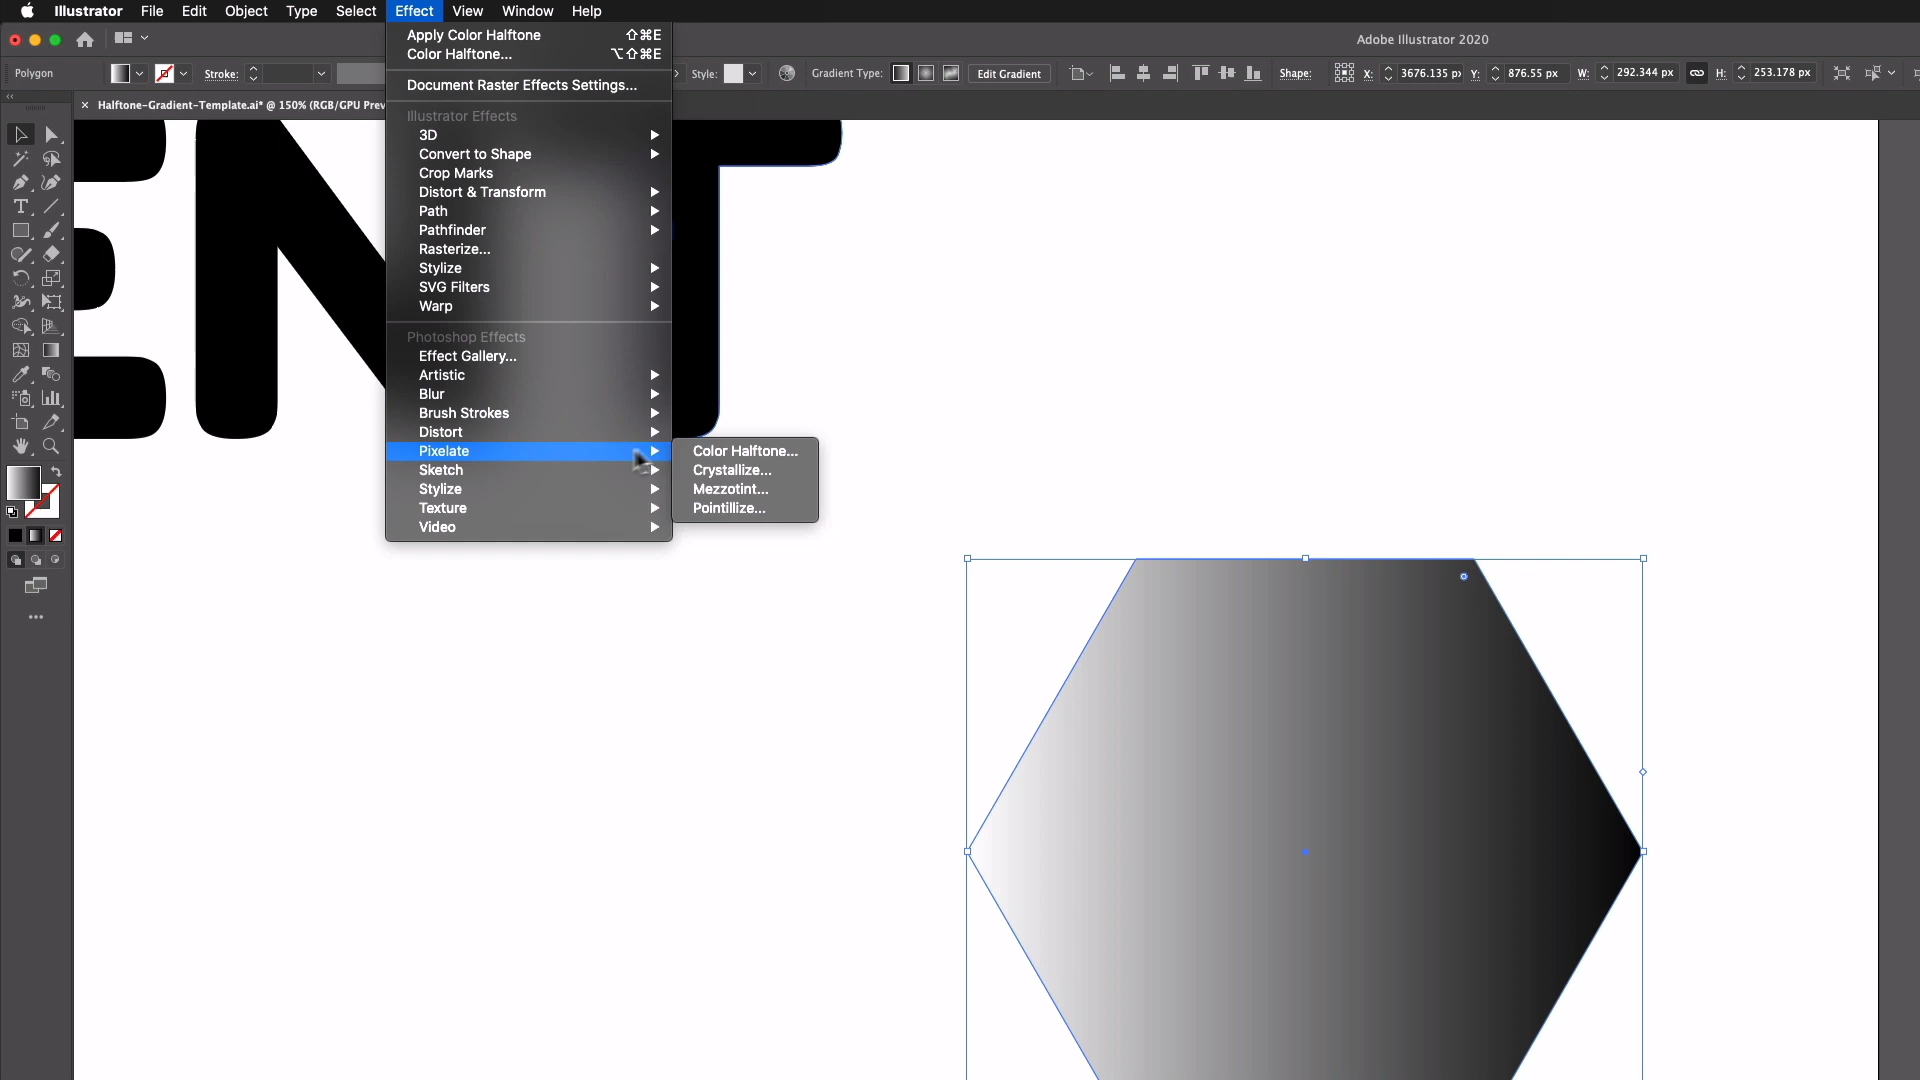 Illustrator File Edit Object Type Select Effect View Window Help
Adobe Illustrator 2020
Polygon Stroke: Style: Gradient Type: Edit Gradient Shape: X: 3676.135 px Y: 876.55 px W: 292.344 px H: 253.178 px
× Halftone-Gradient-Template.ai* @ 150% (RGB/GPU Prev
Apply Color Halftone ⇧⌘E
Color Halftone... ⌥⇧⌘E
Document Raster Effects Settings...
Illustrator Effects
3D
Convert to Shape
Crop Marks
Distort & Transform
Path
Pathfinder
Rasterize...
Stylize
SVG Filters
Warp
Photoshop Effects
Effect Gallery...
Artistic
Blur
Brush Strokes
Distort
Pixelate
Sketch
Stylize
Texture
Video
Color Halftone...
Crystallize...
Mezzotint...
Pointillize...
ENT